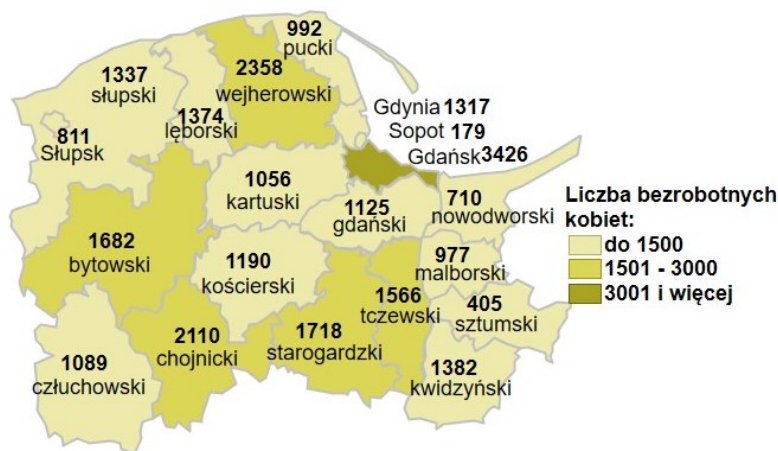 992
pucki
1337
słupski
2358
wejherowski
1374
lęborski
811
Słupsk
Gdynia 1317
Sopot 179
Gdańsk 3426
1056
kartuski
1125
gdański
710
nowodworski
1682
bytowski
1190
kościerski
977
malborski
1566
tczewski
405
sztumski
2110
chojnicki
1718
starogardzki
1089
człuchowski
1382
kwidzyński
Liczba bezrobotnych
kobiet:
do 1500
1501 - 3000
3001 i więcej